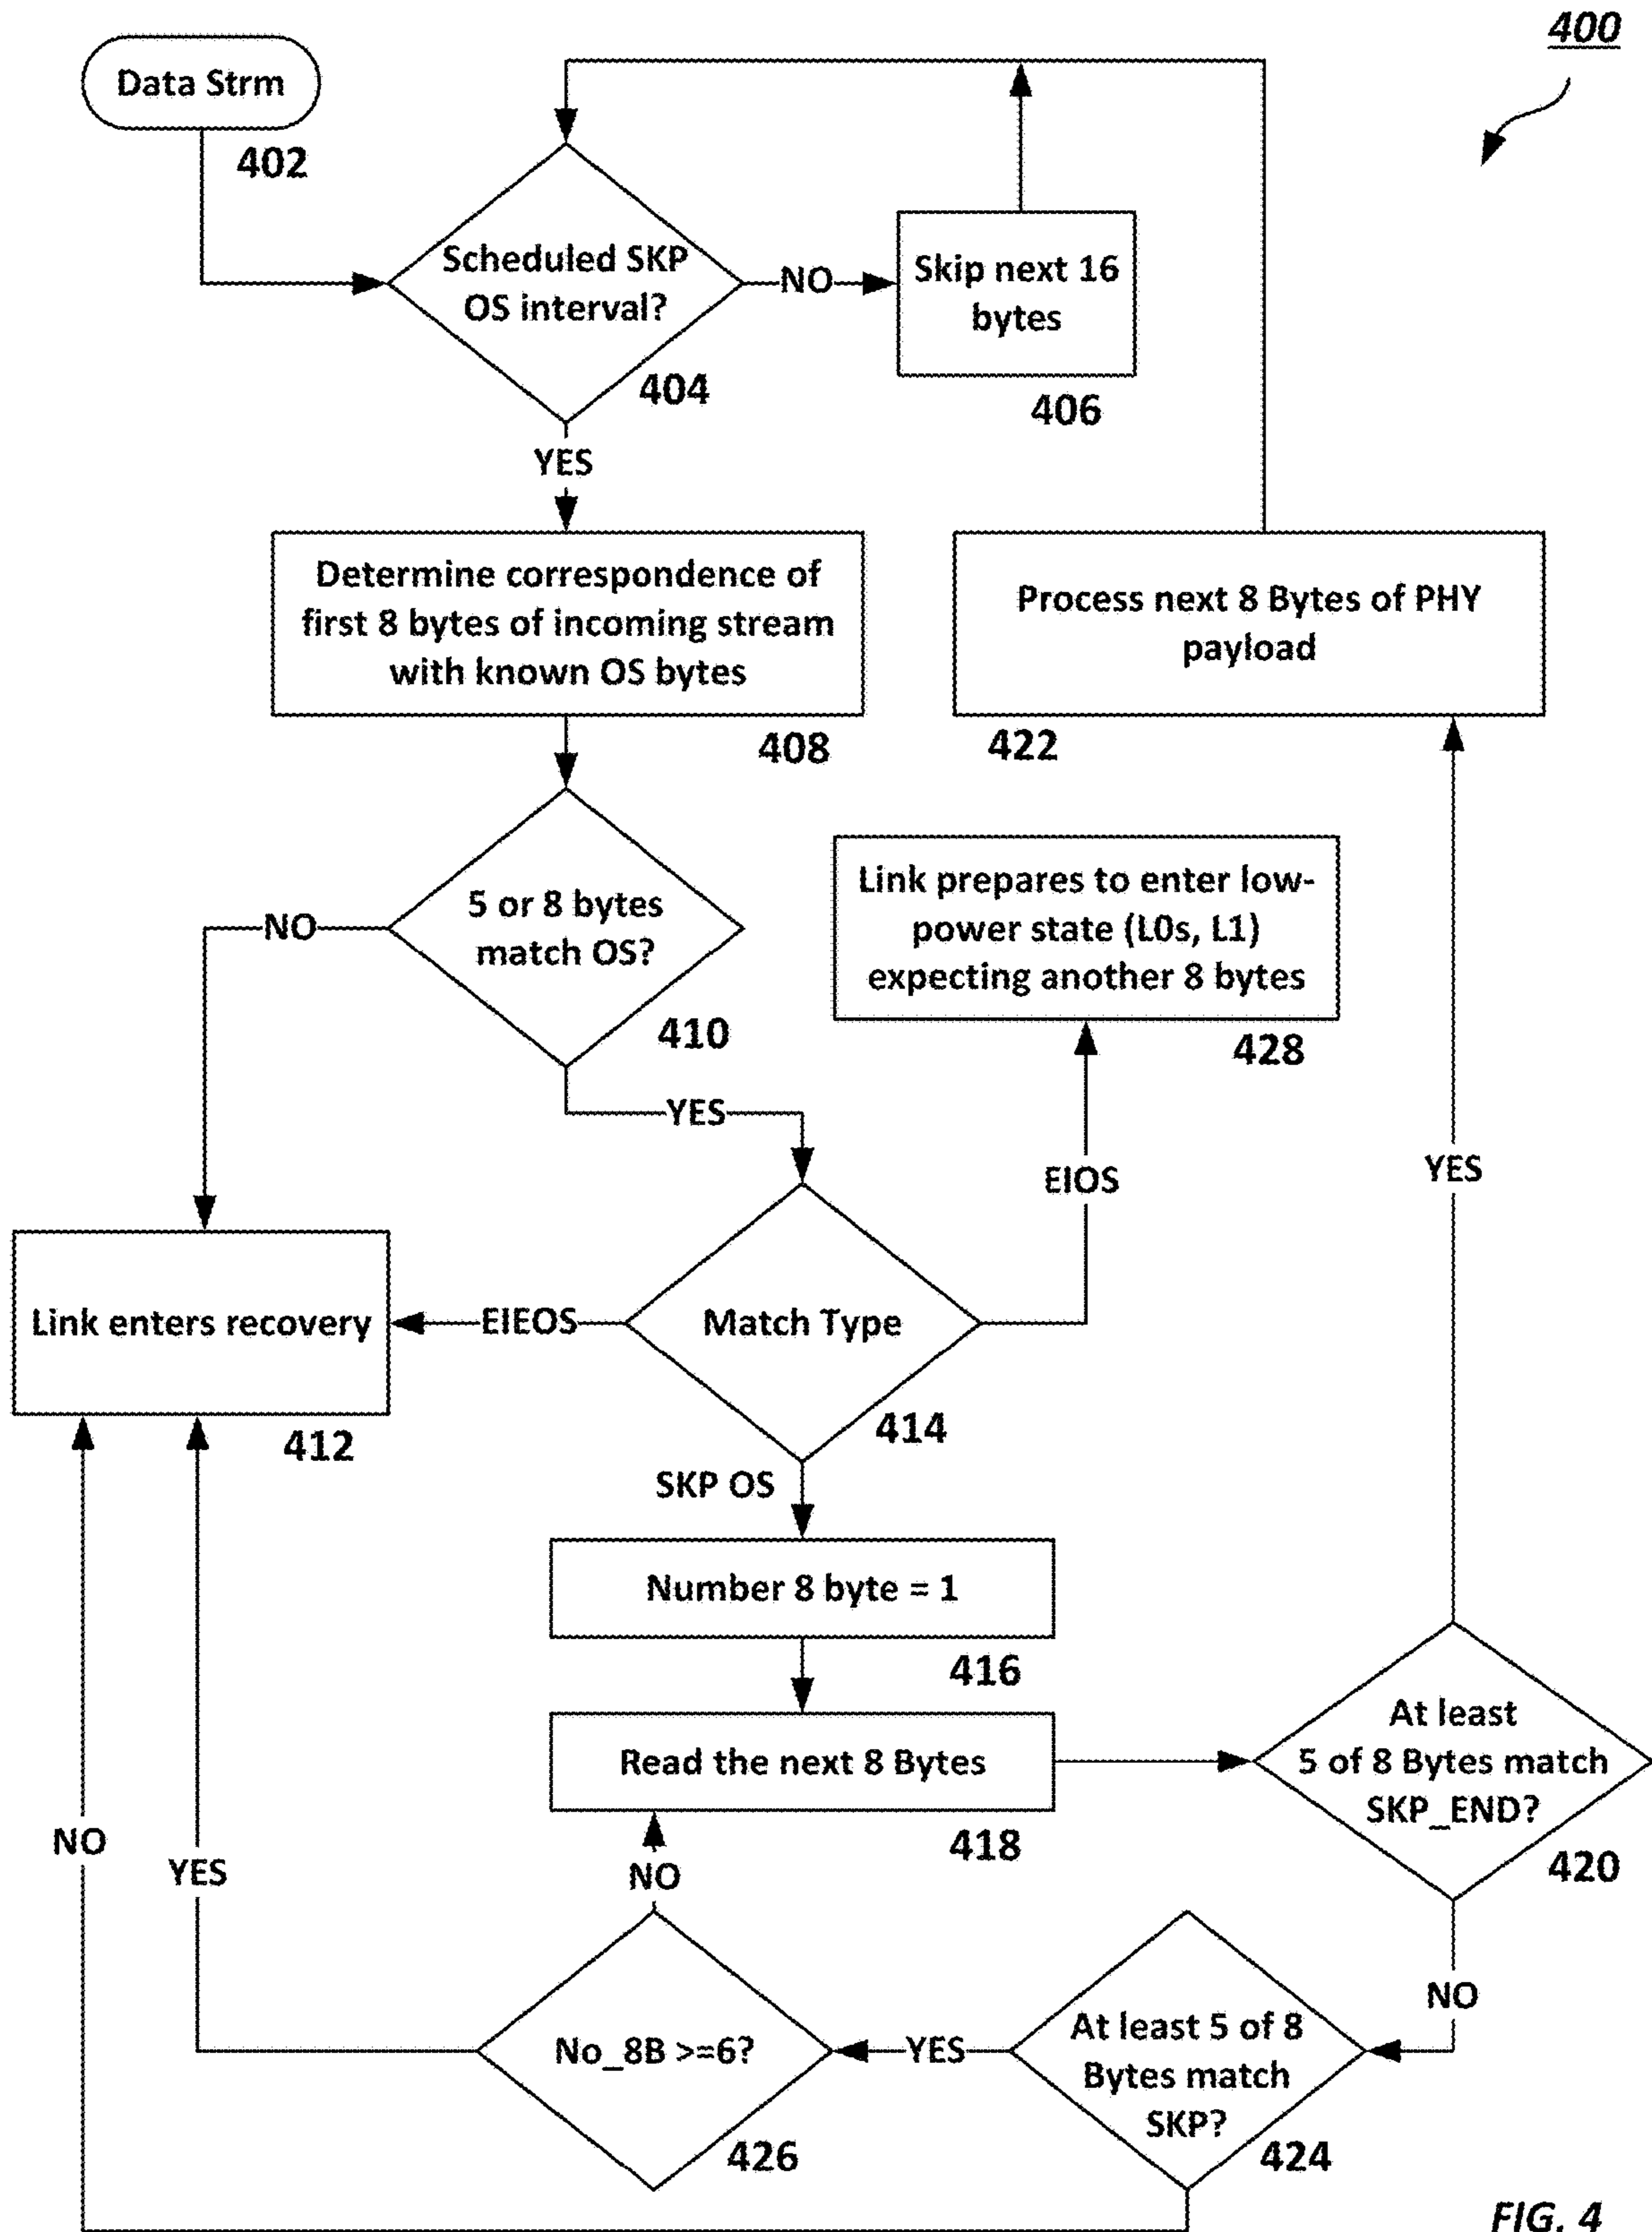 400
Data Strm
402
Scheduled SKP
OS interval?
404
NO
Skip next 16
bytes
406
YES
Determine correspondence of
first 8 bytes of incoming stream
with known OS bytes
408
Process next 8 Bytes of PHY
payload
422
5 or 8 bytes
match OS?
410
NO
YES
Link prepares to enter low-
power state (L0s, L1)
expecting another 8 bytes
428
EIOS
YES
Link enters recovery
412
EIEOS
Match Type
414
SKP OS
Number 8 byte = 1
416
Read the next 8 Bytes
418
At least
5 of 8 Bytes match
SKP_END?
420
NO
YES
NO
NO
No_8B >=6?
426
YES
At least 5 of 8
Bytes match
SKP?
424
FIG. 4